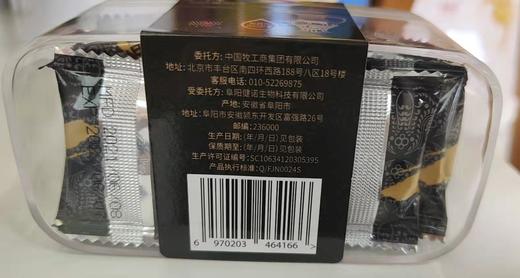 委托方: 中国牧工商集团有限公司
地址: 北京市丰台区南四环西路188号八区18号楼
客服电话: 010-52269875
受委托方: 阜阳健诺生物科技有限公司
产地: 安徽省阜阳市
地址: 阜阳市安徽颍东开发区富强路26号
邮编: 236000
生产日期: (年/月/日) 见包装
保质期至: (年/月/日) 见包装
生产许可证编号: SC10634120305395
产品执行标准: Q/FJN0024S
6 970203 464166 >